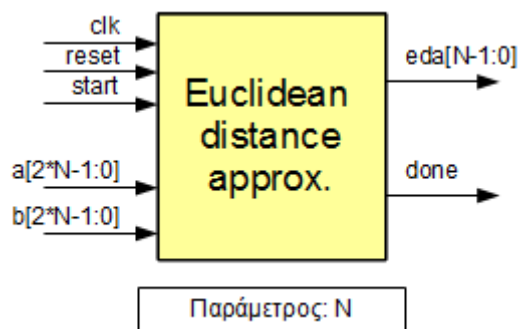 clk
reset
start
a[2*N-1:0]
b[2*N-1:0]
Euclidean
distance
approx.
eda[N-1:0]
done
Παράμετρος: N